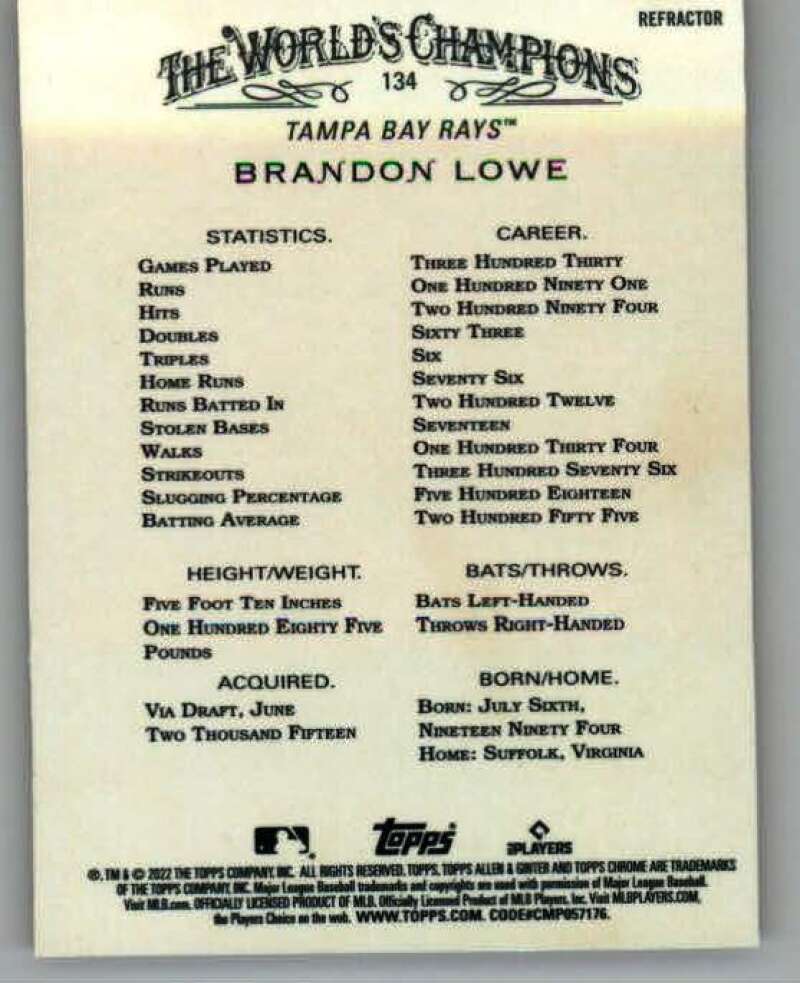 REFRACTOR
THE WORLD'S CHAMPIONS
134
TAMPA BAY RAYS™
BRANDON LOWE
STATISTICS. CAREER.
GAMES PLAYED THREE HUNDRED THIRTY
RUNS ONE HUNDRED NINETY ONE
HITS TWO HUNDRED NINETY FOUR
DOUBLES SIXTY THREE
TRIPLES SIX
HOME RUNS SEVENTY SIX
RUNS BATTED IN TWO HUNDRED TWELVE
STOLEN BASES SEVENTEEN
WALKS ONE HUNDRED THIRTY FOUR
STRIKEOUTS THREE HUNDRED SEVENTY SIX
SLUGGING PERCENTAGE FIVE HUNDRED EIGHTEEN
BATTING AVERAGE TWO HUNDRED FIFTY FIVE
HEIGHT/WEIGHT.
FIVE FOOT TEN INCHES
ONE HUNDRED EIGHTY FIVE
POUNDS
BATS/THROWS.
BATS LEFT-HANDED
THROWS RIGHT-HANDED
ACQUIRED.
VIA DRAFT, JUNE
TWO THOUSAND FIFTEEN
BORN/HOME.
BORN: JULY SIXTH,
NINETEEN NINETY FOUR
HOME: SUFFOLK, VIRGINIA
topps
PLAYERS
®, TM & © 2022 THE TOPPS COMPANY, INC. ALL RIGHTS RESERVED. TOPPS, TOPPS ALLEN & GINTER AND TOPPS CHROME ARE TRADEMARKS
OF THE TOPPS COMPANY, INC. Major League Baseball trademarks and copyrights are used with permission of Major League Baseball.
Visit MLB.com. OFFICIALLY LICENSED PRODUCT OF MLB. Officially Licensed Product of MLB Players, Inc. Visit MLBPLAYERS.COM,
the Players Choice on the web. WWW.TOPPS.COM. CODE#CMP057176.